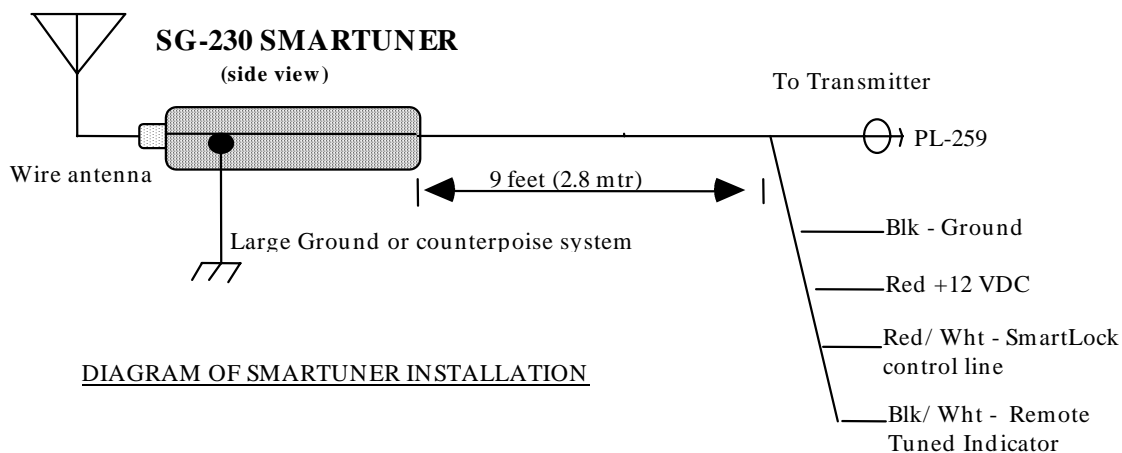 SG-230 SMARTUNER
(side view)
To Transmitter
PL-259
Wire antenna
9 feet (2.8 mtr)
Blk - Ground
Large Ground or counterpoise system
Red +12 VDC
Red/ Wht - SmartLock
control line
DIAGRAM OF SMARTUNER INSTALLATION
Blk/ Wht - Remote
Tuned Indicator